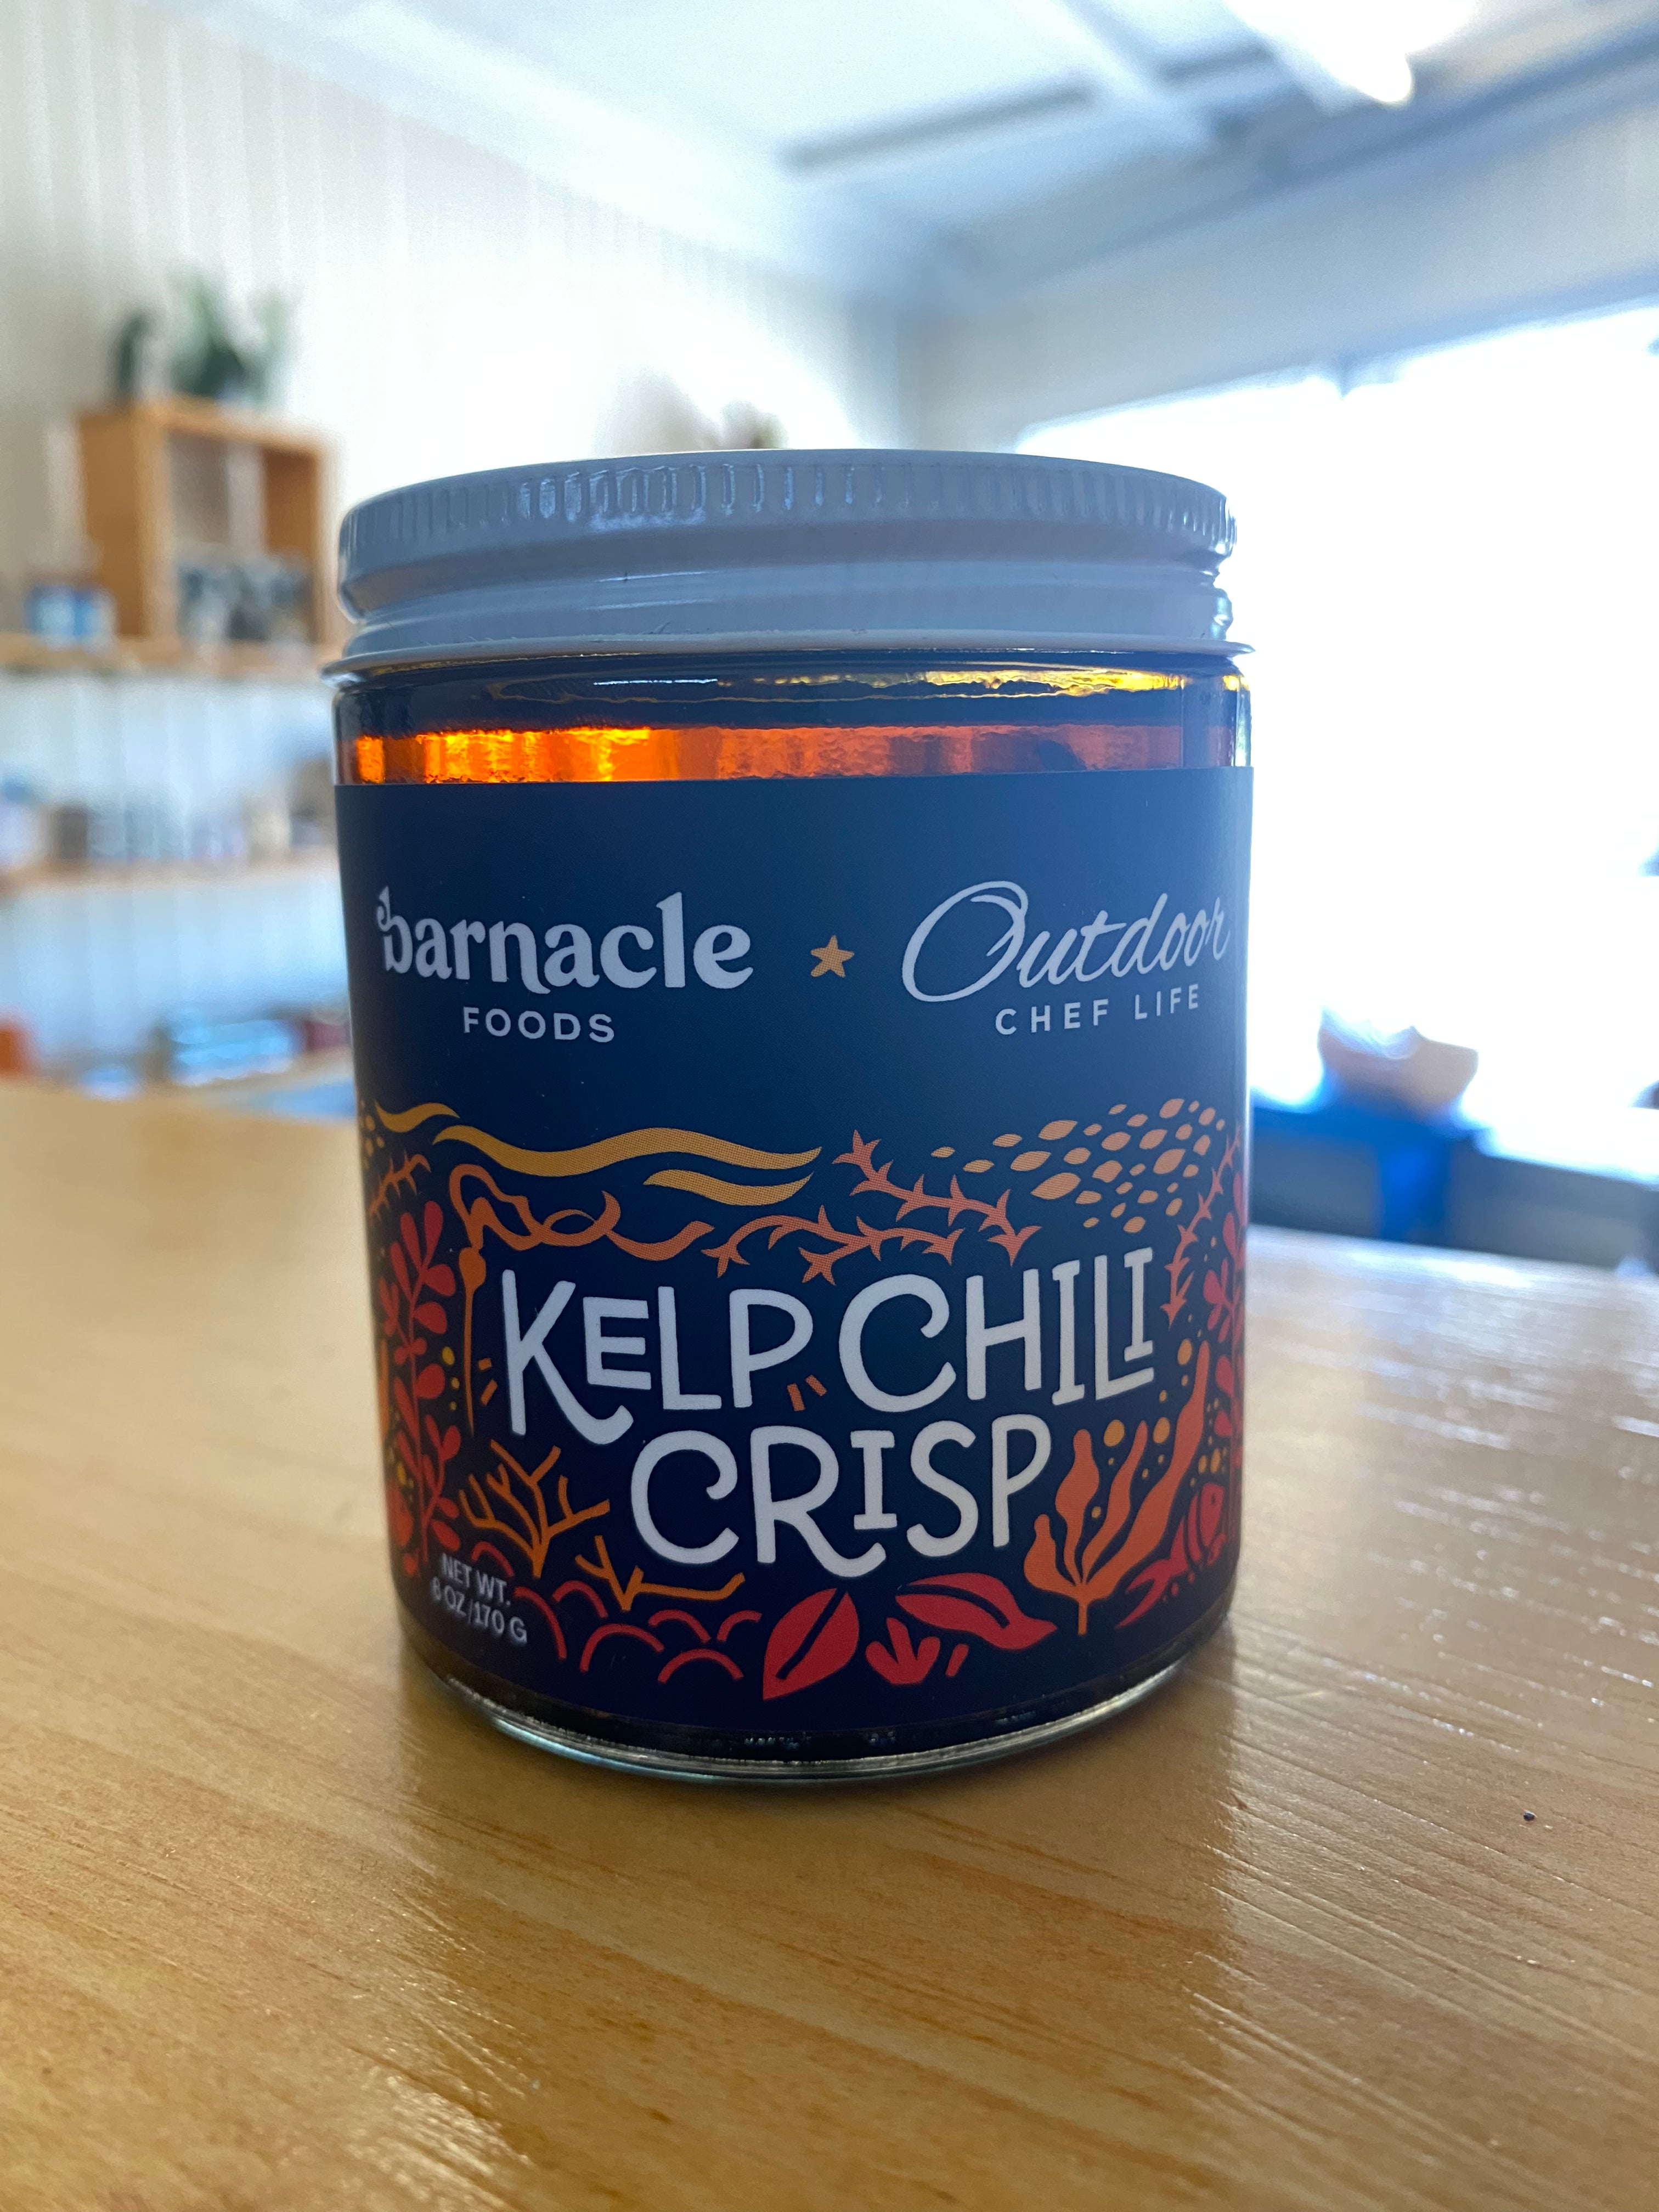 barnacle
FOODS
Outdoor
CHEF LIFE
KELP CHILI
CRISP
NET WT.
6 OZ/170 G